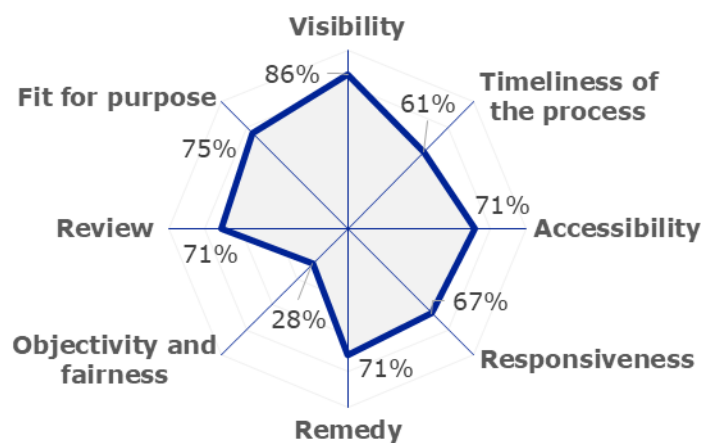 Visibility
86%
Timeliness of
the process
61%
Fit for purpose
75%
71%
Accessibility
Review
71%
67%
28%
Objectivity and
fairness
71%
Responsiveness
Remedy